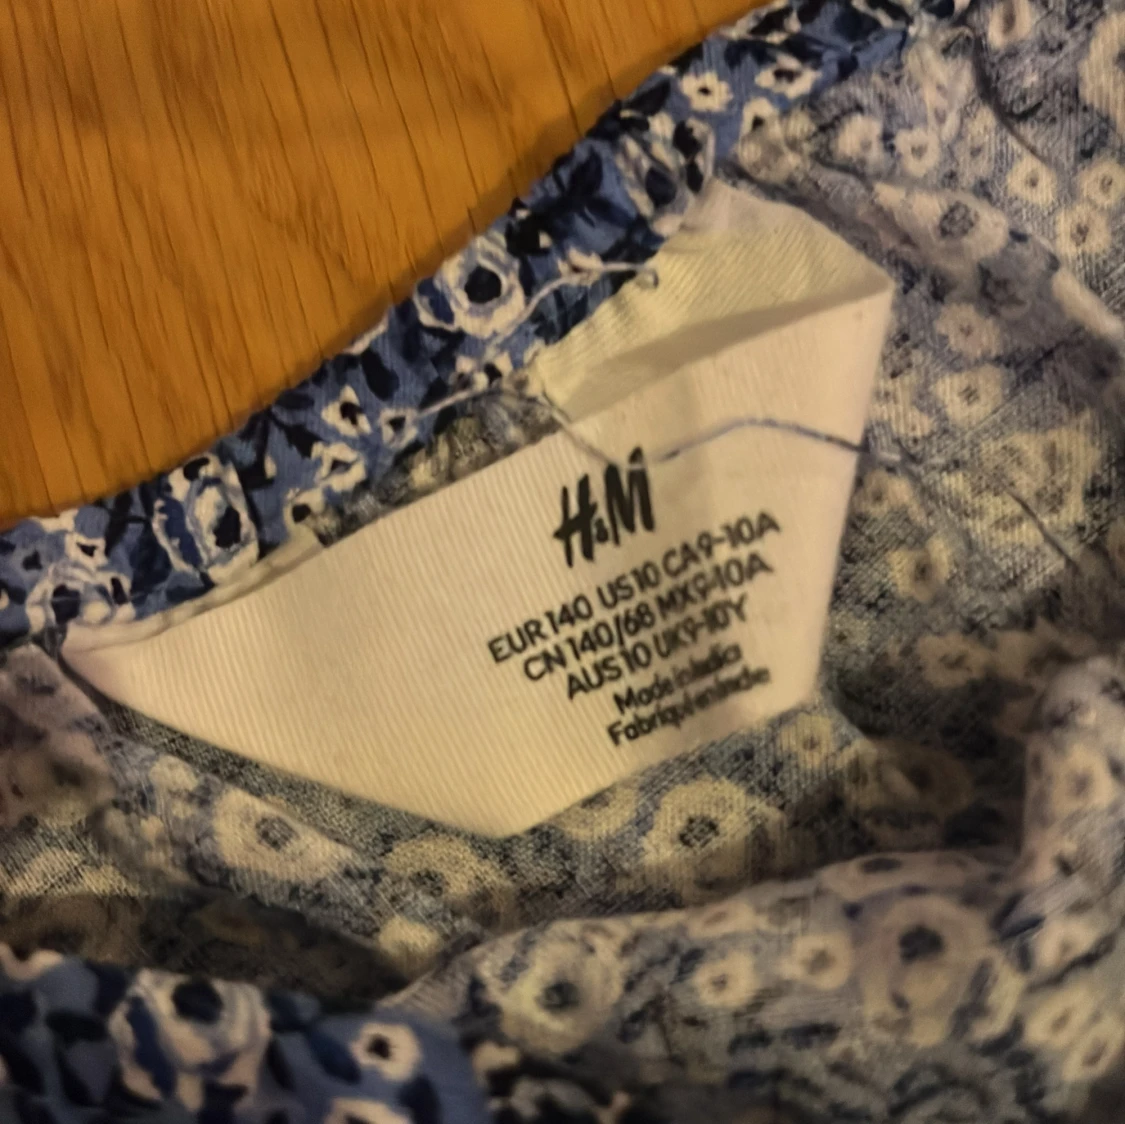 H&M
EUR 140 US 10 CA 9-10A
CN 140/68 MX 9-10A
AUS 10 UK 9-10Y
Made in India
Fabriqué en Inde